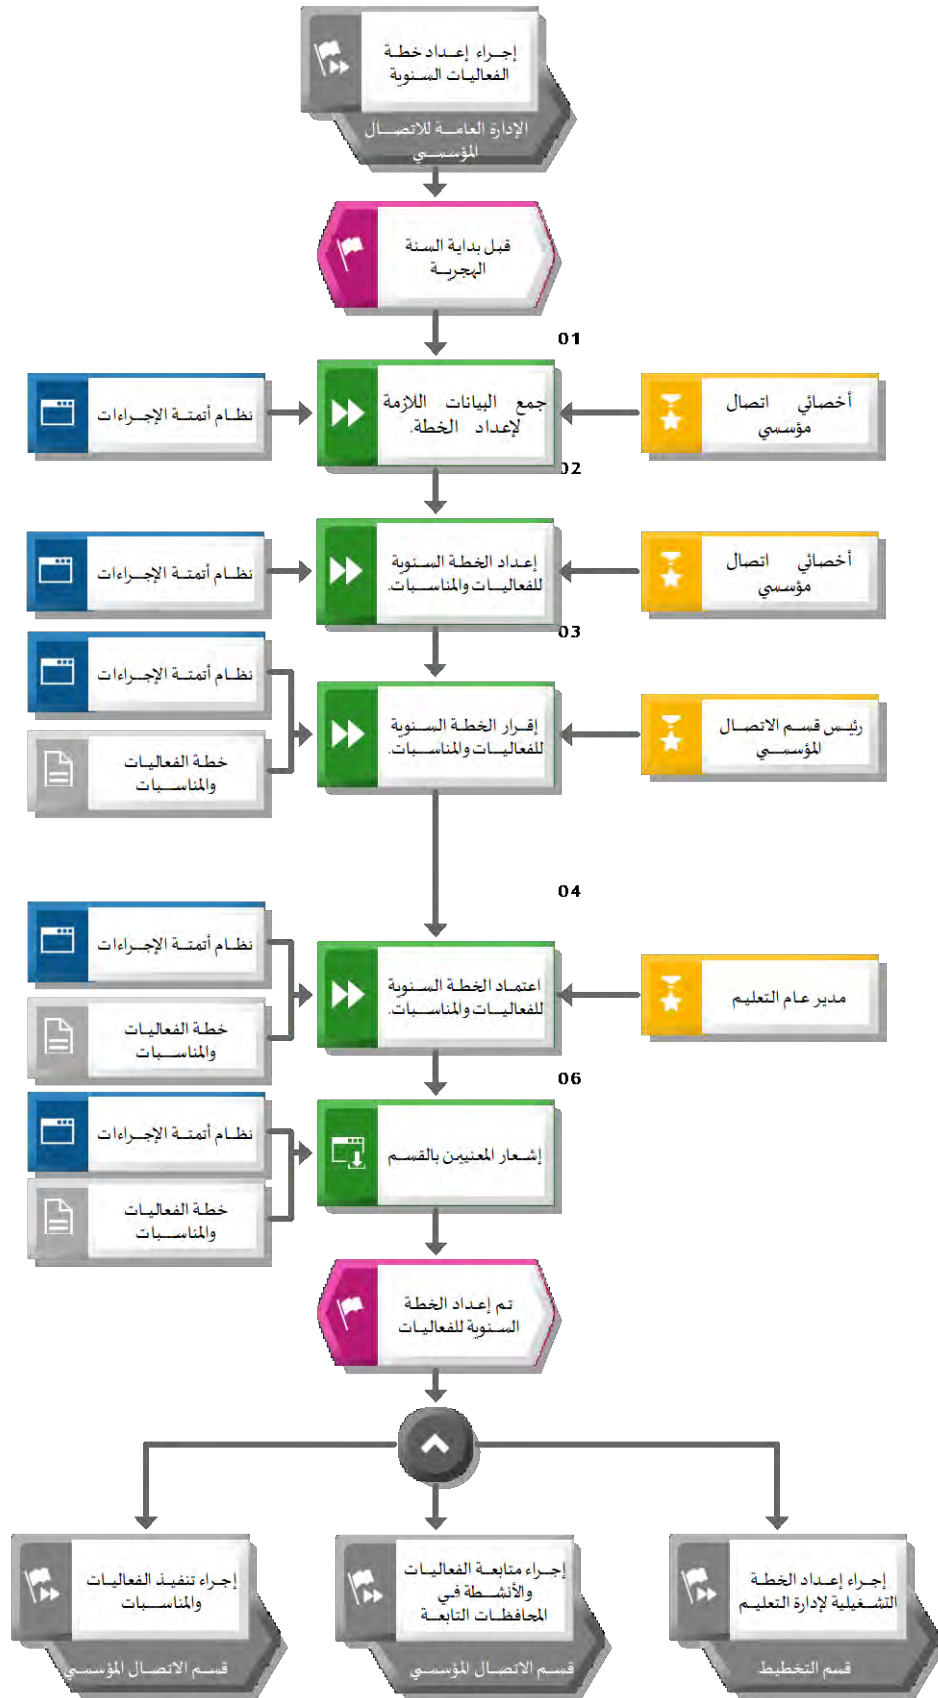 إجراء إعداد خطة
الفعاليات السنوية
الإدارة العامة للاتصال
المؤسسي
قبل بداية السنة
الهجرية
01
أخصائي اتصال
مؤسسي
جمع البيانات اللازمة
لإعداد الخطة.
نظام أتمتة الإجراءات
02
أخصائي اتصال
مؤسسي
إعداد الخطة السنوية
للفعاليات والمناسبات.
نظام أتمتة الإجراءات
03
رئيس قسم الاتصال
المؤسسي
إقرار الخطة السنوية
للفعاليات والمناسبات.
نظام أتمتة الإجراءات
خطة الفعاليات
والمناسبات
04
مدير عام التعليم
اعتماد الخطة السنوية
للفعاليات والمناسبات.
نظام أتمتة الإجراءات
خطة الفعاليات
والمناسبات
06
إشعار المعنيين بالقسم
نظام أتمتة الإجراءات
خطة الفعاليات
والمناسبات
تم إعداد الخطة
السنوية للفعاليات
إجراء إعداد الخطة
التشغيلية لإدارة التعليم
قسم التخطيط
إجراء متابعة الفعاليات
والأنشطة في
المحافظات التابعة
قسم الاتصال المؤسسي
إجراء تنفيذ الفعاليات
والمناسبات
قسم الاتصال المؤسسي